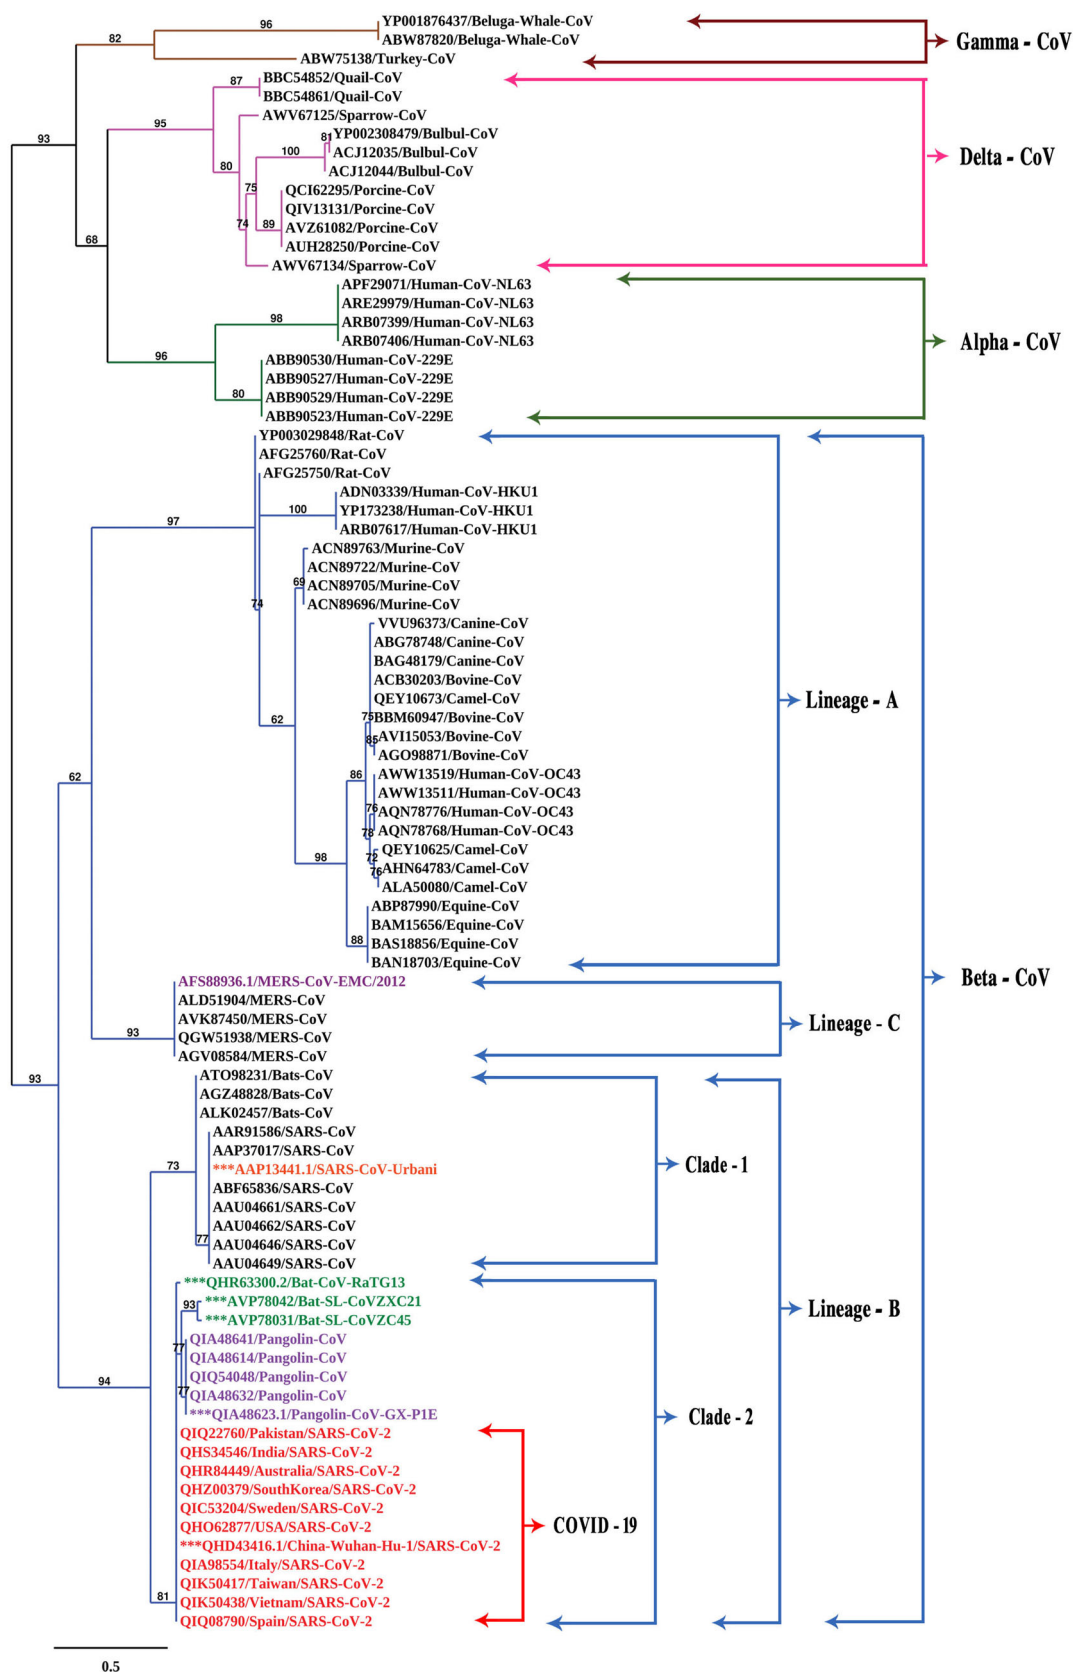 YP001876437/Beluga-Whale-CoV
96
ABW87820/Beluga-Whale-CoV
82
Gamma - CoV
ABW75138/Turkey-CoV
BBC54852/Quail-CoV
87
BBC54861/Quail-CoV
AWV67125/Sparrow-CoV
95
YP002308479/Bulbul-CoV
81
93
ACJ12035/Bulbul-CoV
100
Delta - CoV
80
ACJ12044/Bulbul-CoV
75
QCI62295/Porcine-CoV
QIV13131/Porcine-CoV
74
89
AVZ61082/Porcine-CoV
68
AUH28250/Porcine-CoV
AWV67134/Sparrow-CoV
APF29071/Human-CoV-NL63
ARE29979/Human-CoV-NL63
98
ARB07399/Human-CoV-NL63
ARB07406/Human-CoV-NL63
Alpha - CoV
96
ABB90530/Human-CoV-229E
ABB90527/Human-CoV-229E
80
ABB90529/Human-CoV-229E
ABB90523/Human-CoV-229E
YP003029848/Rat-CoV
AFG25760/Rat-CoV
AFG25750/Rat-CoV
ADN03339/Human-CoV-HKU1
100
YP173238/Human-CoV-HKU1
97
ARB07617/Human-CoV-HKU1
ACN89763/Murine-CoV
ACN89722/Murine-CoV
69
ACN89705/Murine-CoV
74
ACN89696/Murine-CoV
VVU96373/Canine-CoV
ABG78748/Canine-CoV
BAG48179/Canine-CoV
ACB30203/Bovine-CoV
QEY10673/Camel-CoV
Lineage - A
62
75
BBM60947/Bovine-CoV
85
AVI15053/Bovine-CoV
AGO98871/Bovine-CoV
62
86
AWW13519/Human-CoV-OC43
AWW13511/Human-CoV-OC43
76
AQN78776/Human-CoV-OC43
78
AQN78768/Human-CoV-OC43
98
72
QEY10625/Camel-CoV
76
AHN64783/Camel-CoV
ALA50080/Camel-CoV
ABP87990/Equine-CoV
BAM15656/Equine-CoV
88
BAS18856/Equine-CoV
BAN18703/Equine-CoV
Beta - CoV
AFS88936.1/MERS-CoV-EMC/2012
ALD51904/MERS-CoV
AVK87450/MERS-CoV
Lineage - C
93
QGW51938/MERS-CoV
AGV08584/MERS-CoV
93
ATO98231/Bats-CoV
AGZ48828/Bats-CoV
ALK02457/Bats-CoV
AAR91586/SARS-CoV
AAP37017/SARS-CoV
73
***AAP13441.1/SARS-CoV-Urbani
Clade - 1
ABF65836/SARS-CoV
AAU04661/SARS-CoV
AAU04662/SARS-CoV
77
AAU04646/SARS-CoV
AAU04649/SARS-CoV
***QHR63300.2/Bat-CoV-RaTG13
93
***AVP78042/Bat-SL-CoVZXC21
Lineage - B
***AVP78031/Bat-SL-CoVZC45
QIA48641/Pangolin-CoV
77
QIA48614/Pangolin-CoV
QIQ54048/Pangolin-CoV
94
77
QIA48632/Pangolin-CoV
***QIA48623.1/Pangolin-CoV-GX-P1E
Clade - 2
QIQ22760/Pakistan/SARS-CoV-2
QHS34546/India/SARS-CoV-2
QHR84449/Australia/SARS-CoV-2
QHZ00379/SouthKorea/SARS-CoV-2
QIC53204/Sweden/SARS-CoV-2
QHO62877/USA/SARS-CoV-2
COVID - 19
***QHD43416.1/China-Wuhan-Hu-1/SARS-CoV-2
QIA98554/Italy/SARS-CoV-2
QIK50417/Taiwan/SARS-CoV-2
81
QIK50438/Vietnam/SARS-CoV-2
QIQ08790/Spain/SARS-CoV-2
0.5